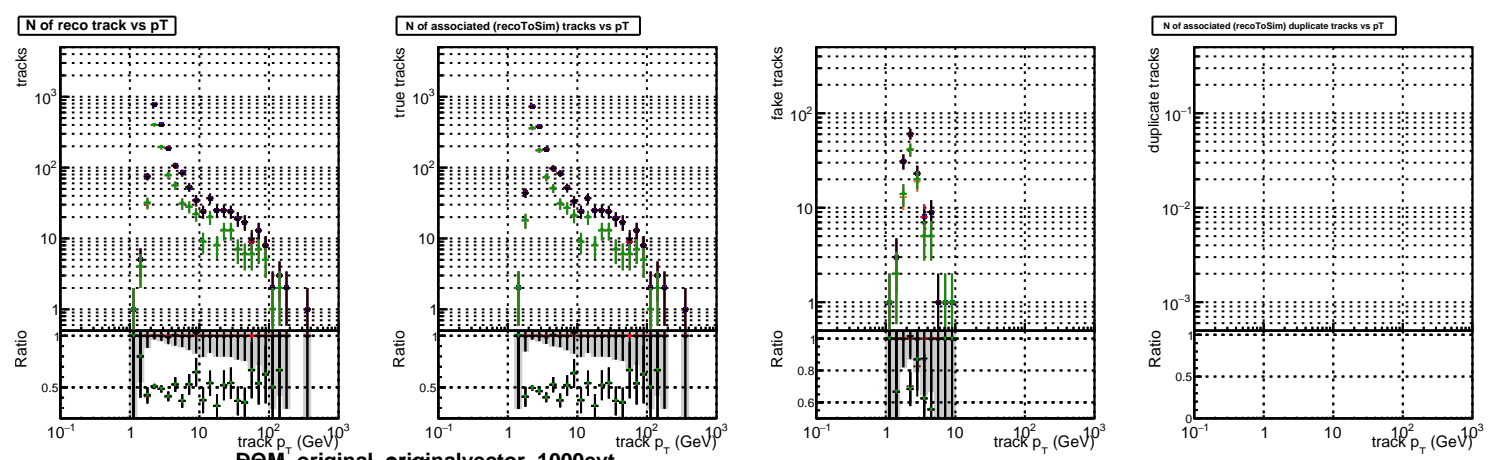 N of reco track vs pT
tracks
10³
10²
10
1
Ratio
1
0.5
10⁻¹ 1 10 10² 10³
track p_T (GeV)
N of associated (recoToSim) tracks vs pT
true tracks
10³
10²
10
1
Ratio
1
0.5
10⁻¹ 1 10 10² 10³
track p_T (GeV)
fake tracks
10²
10
1
Ratio
1
0.8
0.6
10⁻¹ 1 10 10² 10³
track p_T (GeV)
N of associated (recoToSim) duplicate tracks vs pT
duplicate tracks
10⁻¹
10⁻²
10⁻³
Ratio
1
0.5
0
10⁻¹ 1 10 10² 10³
track p_T (GeV)